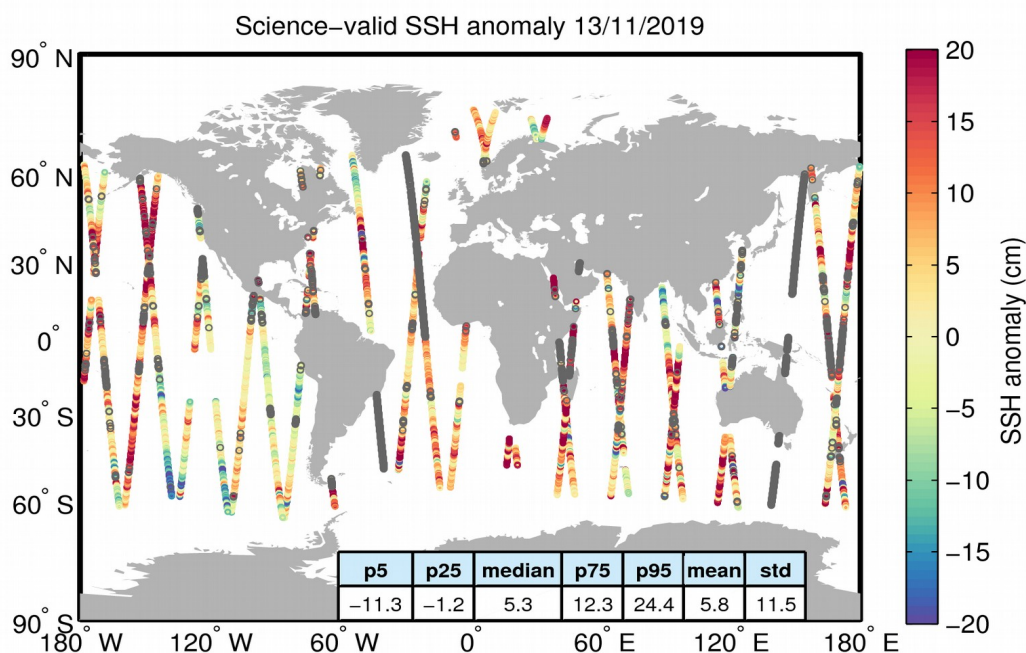 Science−valid SSH anomaly 13/11/2019
90° N
60° N
30° N
0°
30° S
60° S
90° S
180° W
120° W
60° W
0°
60° E
120° E
180° E
p5 p25 median p75 p95 mean std
−11.3 −1.2 5.3 12.3 24.4 5.8 11.5
20
15
10
5
0
−5
−10
−15
−20
SSH anomaly (cm)